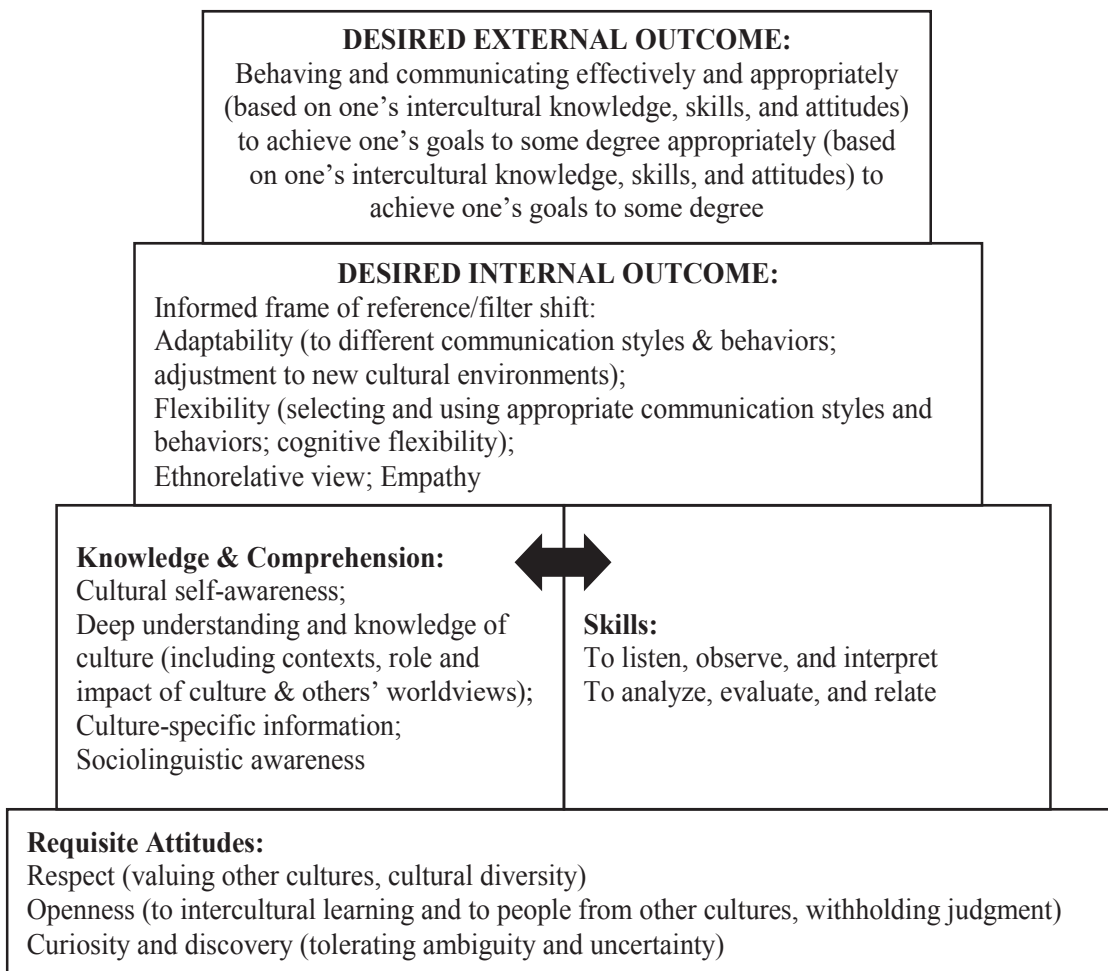 DESIRED EXTERNAL OUTCOME:
Behaving and communicating effectively and appropriately
(based on one’s intercultural knowledge, skills, and attitudes)
to achieve one’s goals to some degree appropriately (based
on one’s intercultural knowledge, skills, and attitudes) to
achieve one’s goals to some degree
DESIRED INTERNAL OUTCOME:
Informed frame of reference/filter shift:
Adaptability (to different communication styles & behaviors;
adjustment to new cultural environments);
Flexibility (selecting and using appropriate communication styles and
behaviors; cognitive flexibility);
Ethnorelative view; Empathy
Knowledge & Comprehension:
Cultural self-awareness;
Deep understanding and knowledge of
culture (including contexts, role and
impact of culture & others’ worldviews);
Culture-specific information;
Sociolinguistic awareness
Skills:
To listen, observe, and interpret
To analyze, evaluate, and relate
Requisite Attitudes:
Respect (valuing other cultures, cultural diversity)
Openness (to intercultural learning and to people from other cultures, withholding judgment)
Curiosity and discovery (tolerating ambiguity and uncertainty)